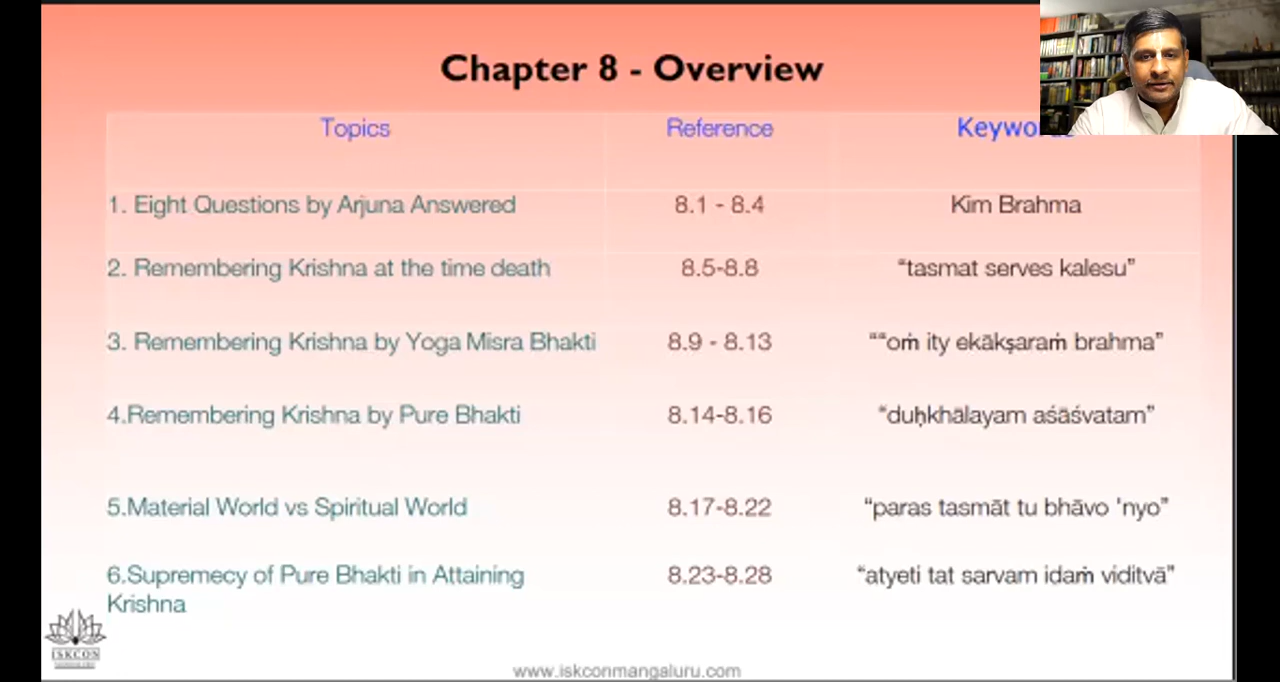 Chapter 8 - Overview
Topics Reference
1. Eight Questions by Arjuna Answered 8.1 - 8.4 Kim Brahma
2. Remembering Krishna at the time death 8.5-8.8 “tasmat serves kalesu”
3. Remembering Krishna by Yoga Misra Bhakti 8.9 - 8.13 ““oṁ ity ekākṣaraṁ brahma”
4.Remembering Krishna by Pure Bhakti 8.14-8.16 “duḥkhālayam aśāśvatam”
5.Material World vs Spiritual World 8.17-8.22 “paras tasmāt tu bhāvo 'nyo”
6.Supremecy of Pure Bhakti in Attaining 8.23-8.28 “atyeti tat sarvam idaṁ viditvā”
Krishna
ISKCON
www.iskconmangaluru.com